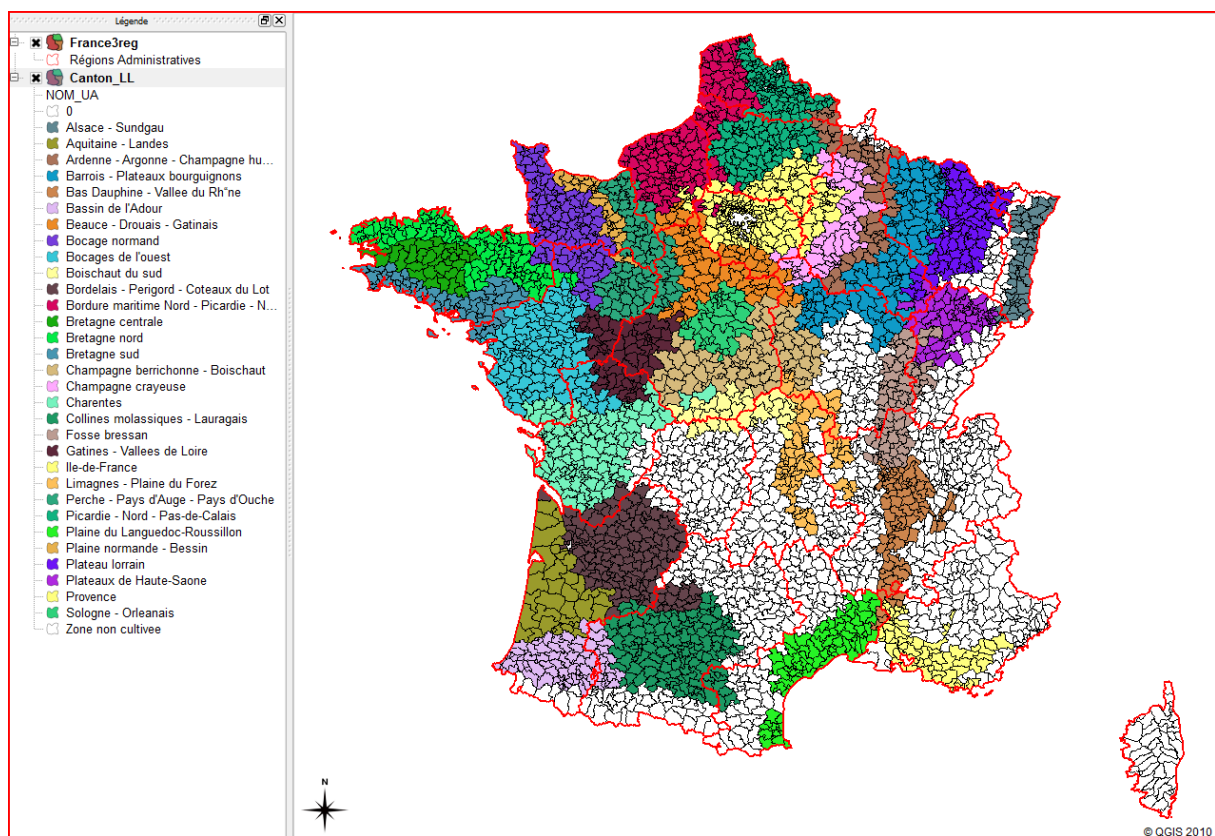 Légende
France3reg
Régions Administratives
Canton_LL
NOM_UA
0
Alsace - Sundgau
Aquitaine - Landes
Ardenne - Argonne - Champagne hu...
Barrois - Plateaux bourguignons
Bas Dauphine - Vallee du Rh“ne
Bassin de l'Adour
Beauce - Drouais - Gatinais
Bocage normand
Bocages de l'ouest
Boischaut du sud
Bordelais - Perigord - Coteaux du Lot
Bordure maritime Nord - Picardie - N...
Bretagne centrale
Bretagne nord
Bretagne sud
Champagne berrichonne - Boischaut
Champagne crayeuse
Charentes
Collines molassiques - Lauragais
Fosse bressan
Gatines - Vallees de Loire
Ile-de-France
Limagnes - Plaine du Forez
Perche - Pays d'Auge - Pays d'Ouche
Picardie - Nord - Pas-de-Calais
Plaine du Languedoc-Roussillon
Plaine normande - Bessin
Plateau lorrain
Plateaux de Haute-Saone
Provence
Sologne - Orleanais
Zone non cultivee
N
© QGIS 2010